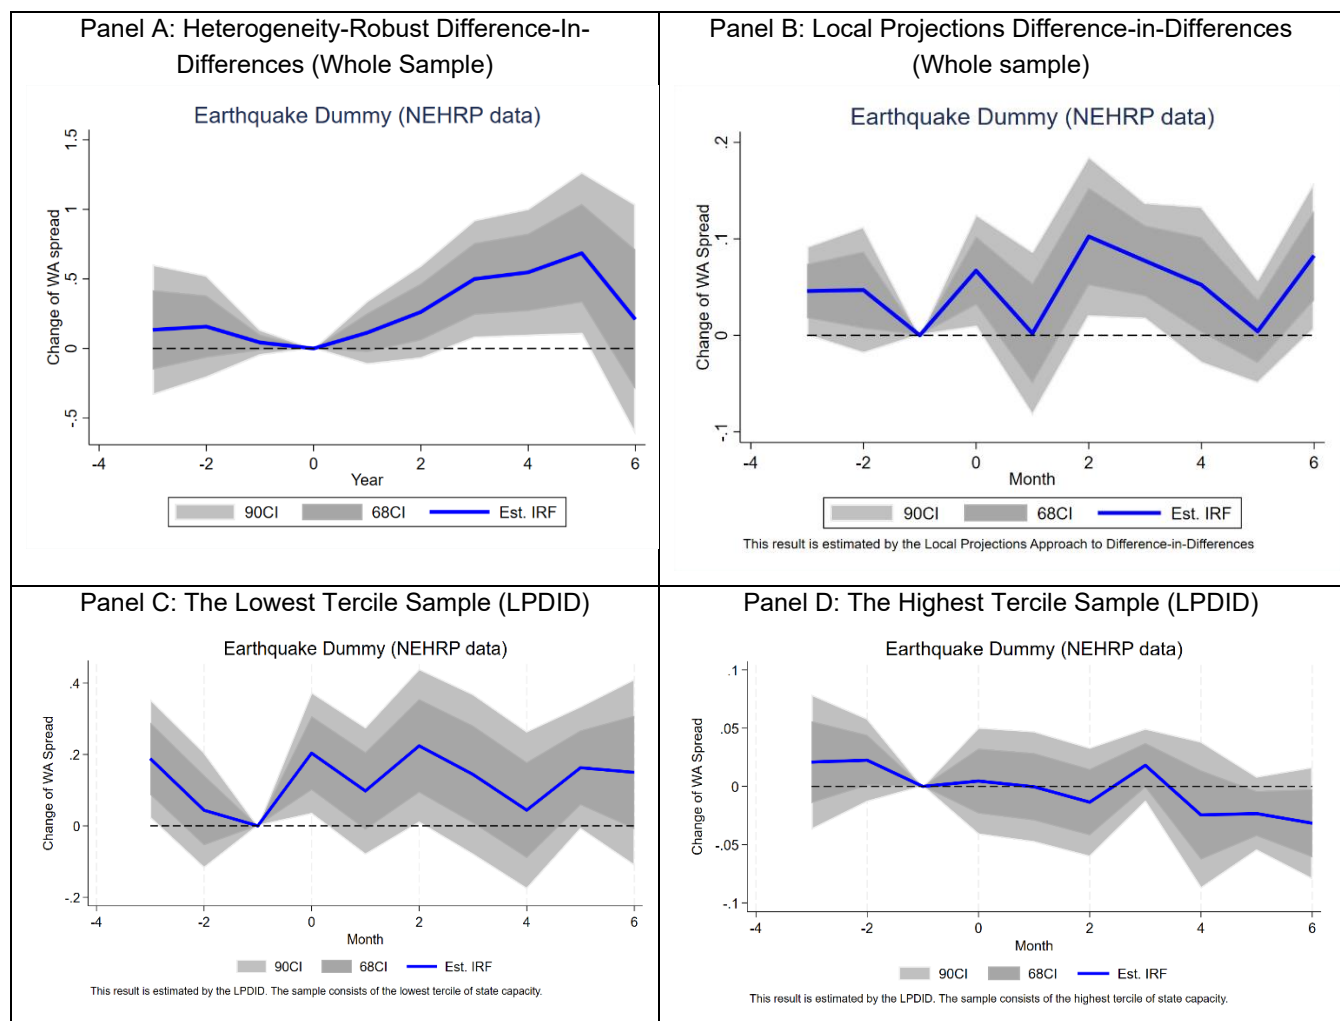 Panel A: Heterogeneity-Robust Difference-In-
Differences (Whole Sample)
Earthquake Dummy (NEHRP data)
Change of WA spread
1.5
1
.5
0
-.5
-4
-2
0
2
4
6
Year
90CI
68CI
Est. IRF
Panel B: Local Projections Difference-in-Differences
(Whole sample)
Earthquake Dummy (NEHRP data)
Change of WA Spread
.2
.1
0
-.1
-4
-2
0
2
4
6
Month
90CI
68CI
Est. IRF
This result is estimated by the Local Projections Approach to Difference-in-Differences
Panel C: The Lowest Tercile Sample (LPDID)
Earthquake Dummy (NEHRP data)
Change of WA Spread
.4
.2
0
-.2
-4
-2
0
2
4
6
Month
90CI
68CI
Est. IRF
This result is estimated by the LPDID. The sample consists of the lowest tercile of state capacity.
Panel D: The Highest Tercile Sample (LPDID)
Earthquake Dummy (NEHRP data)
Change of WA Spread
.1
.05
0
-.05
-.1
-4
-2
0
2
4
6
Month
90CI
68CI
Est. IRF
This result is estimated by the LPDID. The sample consists of the highest tercile of state capacity.